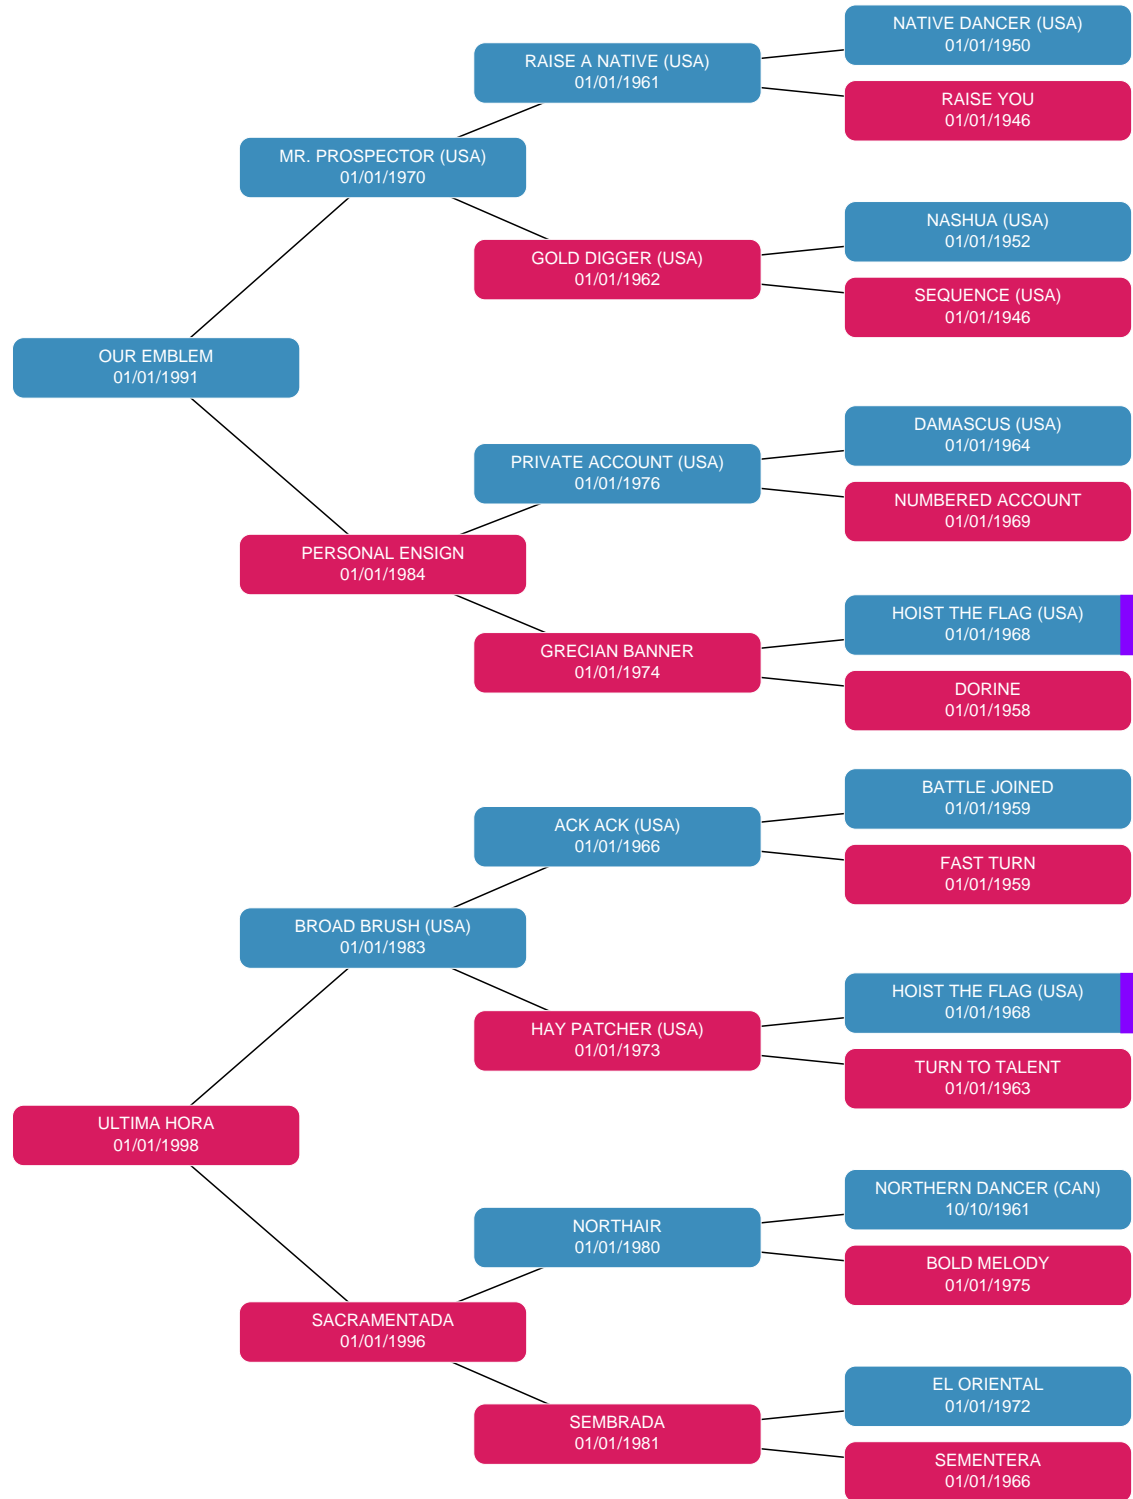 NATIVE DANCER (USA)
01/01/1950
RAISE A NATIVE (USA)
01/01/1961
RAISE YOU
01/01/1946
MR. PROSPECTOR (USA)
01/01/1970
NASHUA (USA)
01/01/1952
GOLD DIGGER (USA)
01/01/1962
SEQUENCE (USA)
01/01/1946
OUR EMBLEM
01/01/1991
DAMASCUS (USA)
01/01/1964
PRIVATE ACCOUNT (USA)
01/01/1976
NUMBERED ACCOUNT
01/01/1969
PERSONAL ENSIGN
01/01/1984
HOIST THE FLAG (USA)
01/01/1968
GRECIAN BANNER
01/01/1974
DORINE
01/01/1958
BATTLE JOINED
01/01/1959
ACK ACK (USA)
01/01/1966
FAST TURN
01/01/1959
BROAD BRUSH (USA)
01/01/1983
HOIST THE FLAG (USA)
01/01/1968
HAY PATCHER (USA)
01/01/1973
TURN TO TALENT
01/01/1963
ULTIMA HORA
01/01/1998
NORTHERN DANCER (CAN)
10/10/1961
NORTHAIR
01/01/1980
BOLD MELODY
01/01/1975
SACRAMENTADA
01/01/1996
EL ORIENTAL
01/01/1972
SEMBRADA
01/01/1981
SEMENTERA
01/01/1966